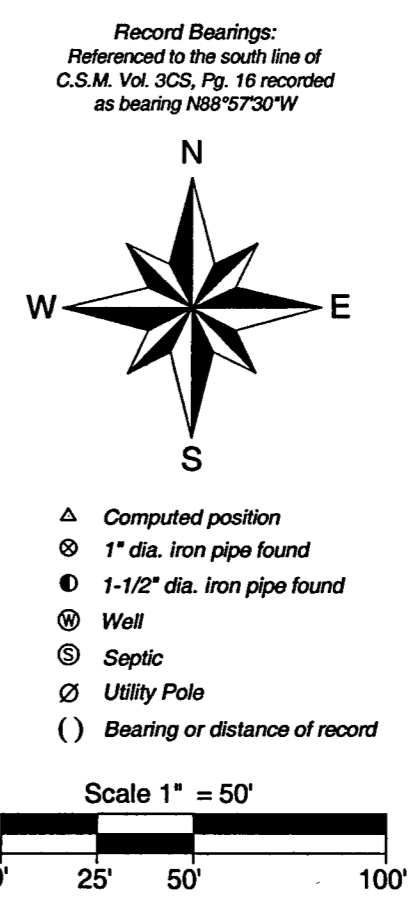 Record Bearings:
Referenced to the south line of
C.S.M. Vol. 3CS, Pg. 16 recorded
as bearing N88°57'30"W
N
W E
S
Computed position
1" dia. iron pipe found
1-1/2" dia. iron pipe found
W Well
S Septic
Utility Pole
( ) Bearing or distance of record
Scale 1" = 50'
0' 25' 50' 100'